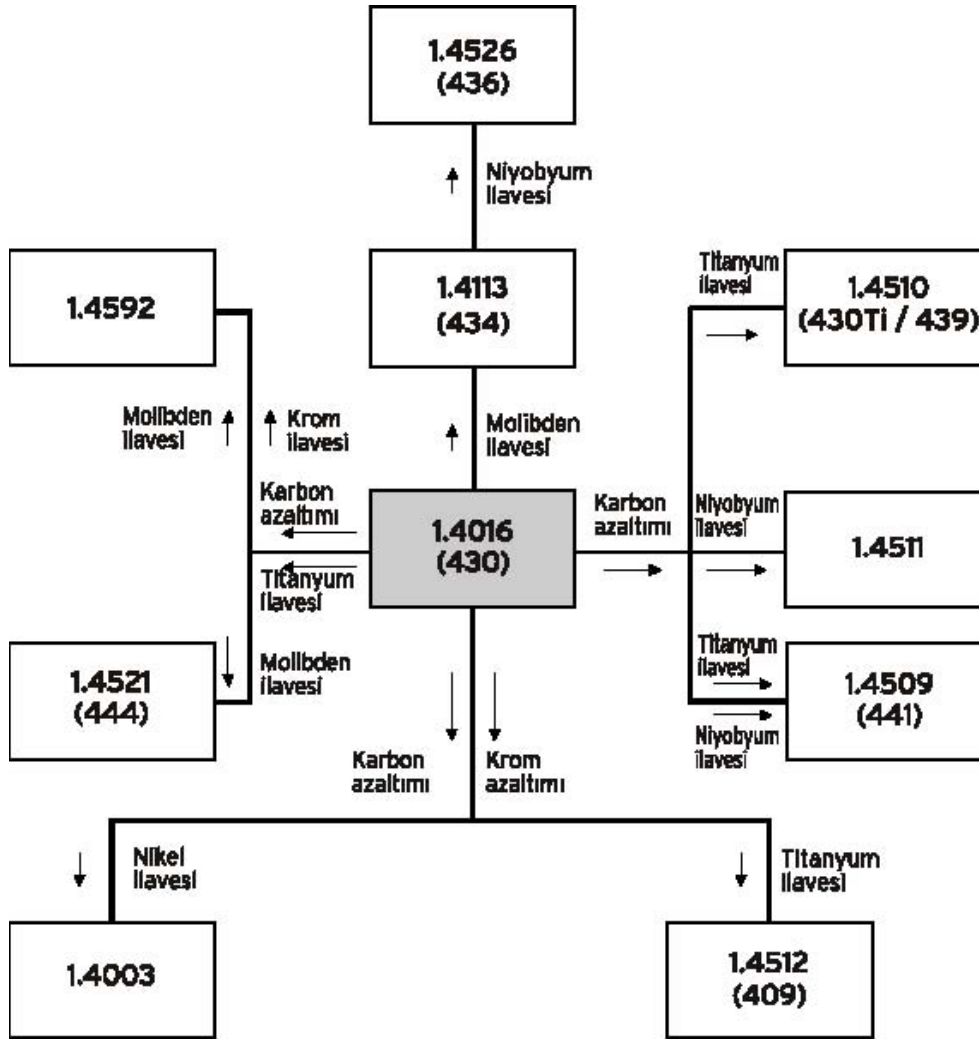 1.4526
(436)
Niyobyum
ilavesi
1.4592
1.4113
(434)
Titanyum
ilavesi
1.4510
(430Ti / 439)
Molibden
ilavesi
Krom
ilavesi
Molibden
ilavesi
Karbon
azaltımı
1.4016
(430)
Karbon
azaltımı
Niyobyum
ilavesi
1.4511
Titanyum
ilavesi
Molibden
ilavesi
1.4521
(444)
Titanyum
ilavesi
1.4509
(441)
Niyobyum
ilavesi
Karbon
azaltımı
Krom
azaltımı
Nikel
ilavesi
Titanyum
ilavesi
1.4003
1.4512
(409)